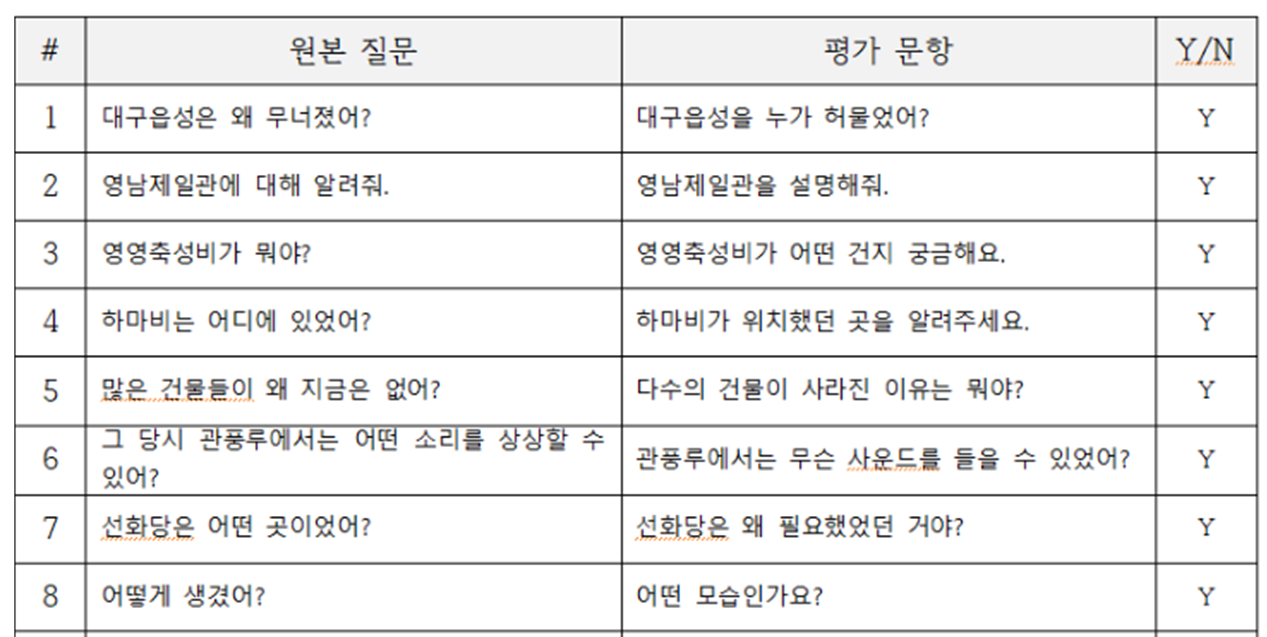 # 원본 질문 평가 문항 Y/N
1 대구읍성은 왜 무너졌어? 대구읍성을 누가 허물었어? Y
2 영남제일관에 대해 알려줘. 영남제일관을 설명해줘. Y
3 영영축성비가 뭐야? 영영축성비가 어떤 건지 궁금해요. Y
4 하마비는 어디에 있었어? 하마비가 위치했던 곳을 알려주세요. Y
5 많은 건물들이 왜 지금은 없어? 다수의 건물이 사라진 이유는 뭐야? Y
6 그 당시 관풍루에서는 어떤 소리를 상상할 수
있어? 관풍루에서는 무슨 사운드를 들을 수 있었어? Y
7 선화당은 어떤 곳이었어? 선화당은 왜 필요했었던 거야? Y
8 어떻게 생겼어? 어떤 모습인가요? Y